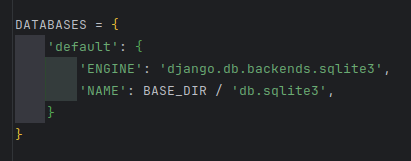 DATABASES = {
    'default': {
        'ENGINE': 'django.db.backends.sqlite3',
        'NAME': BASE_DIR / 'db.sqlite3',
    }
}